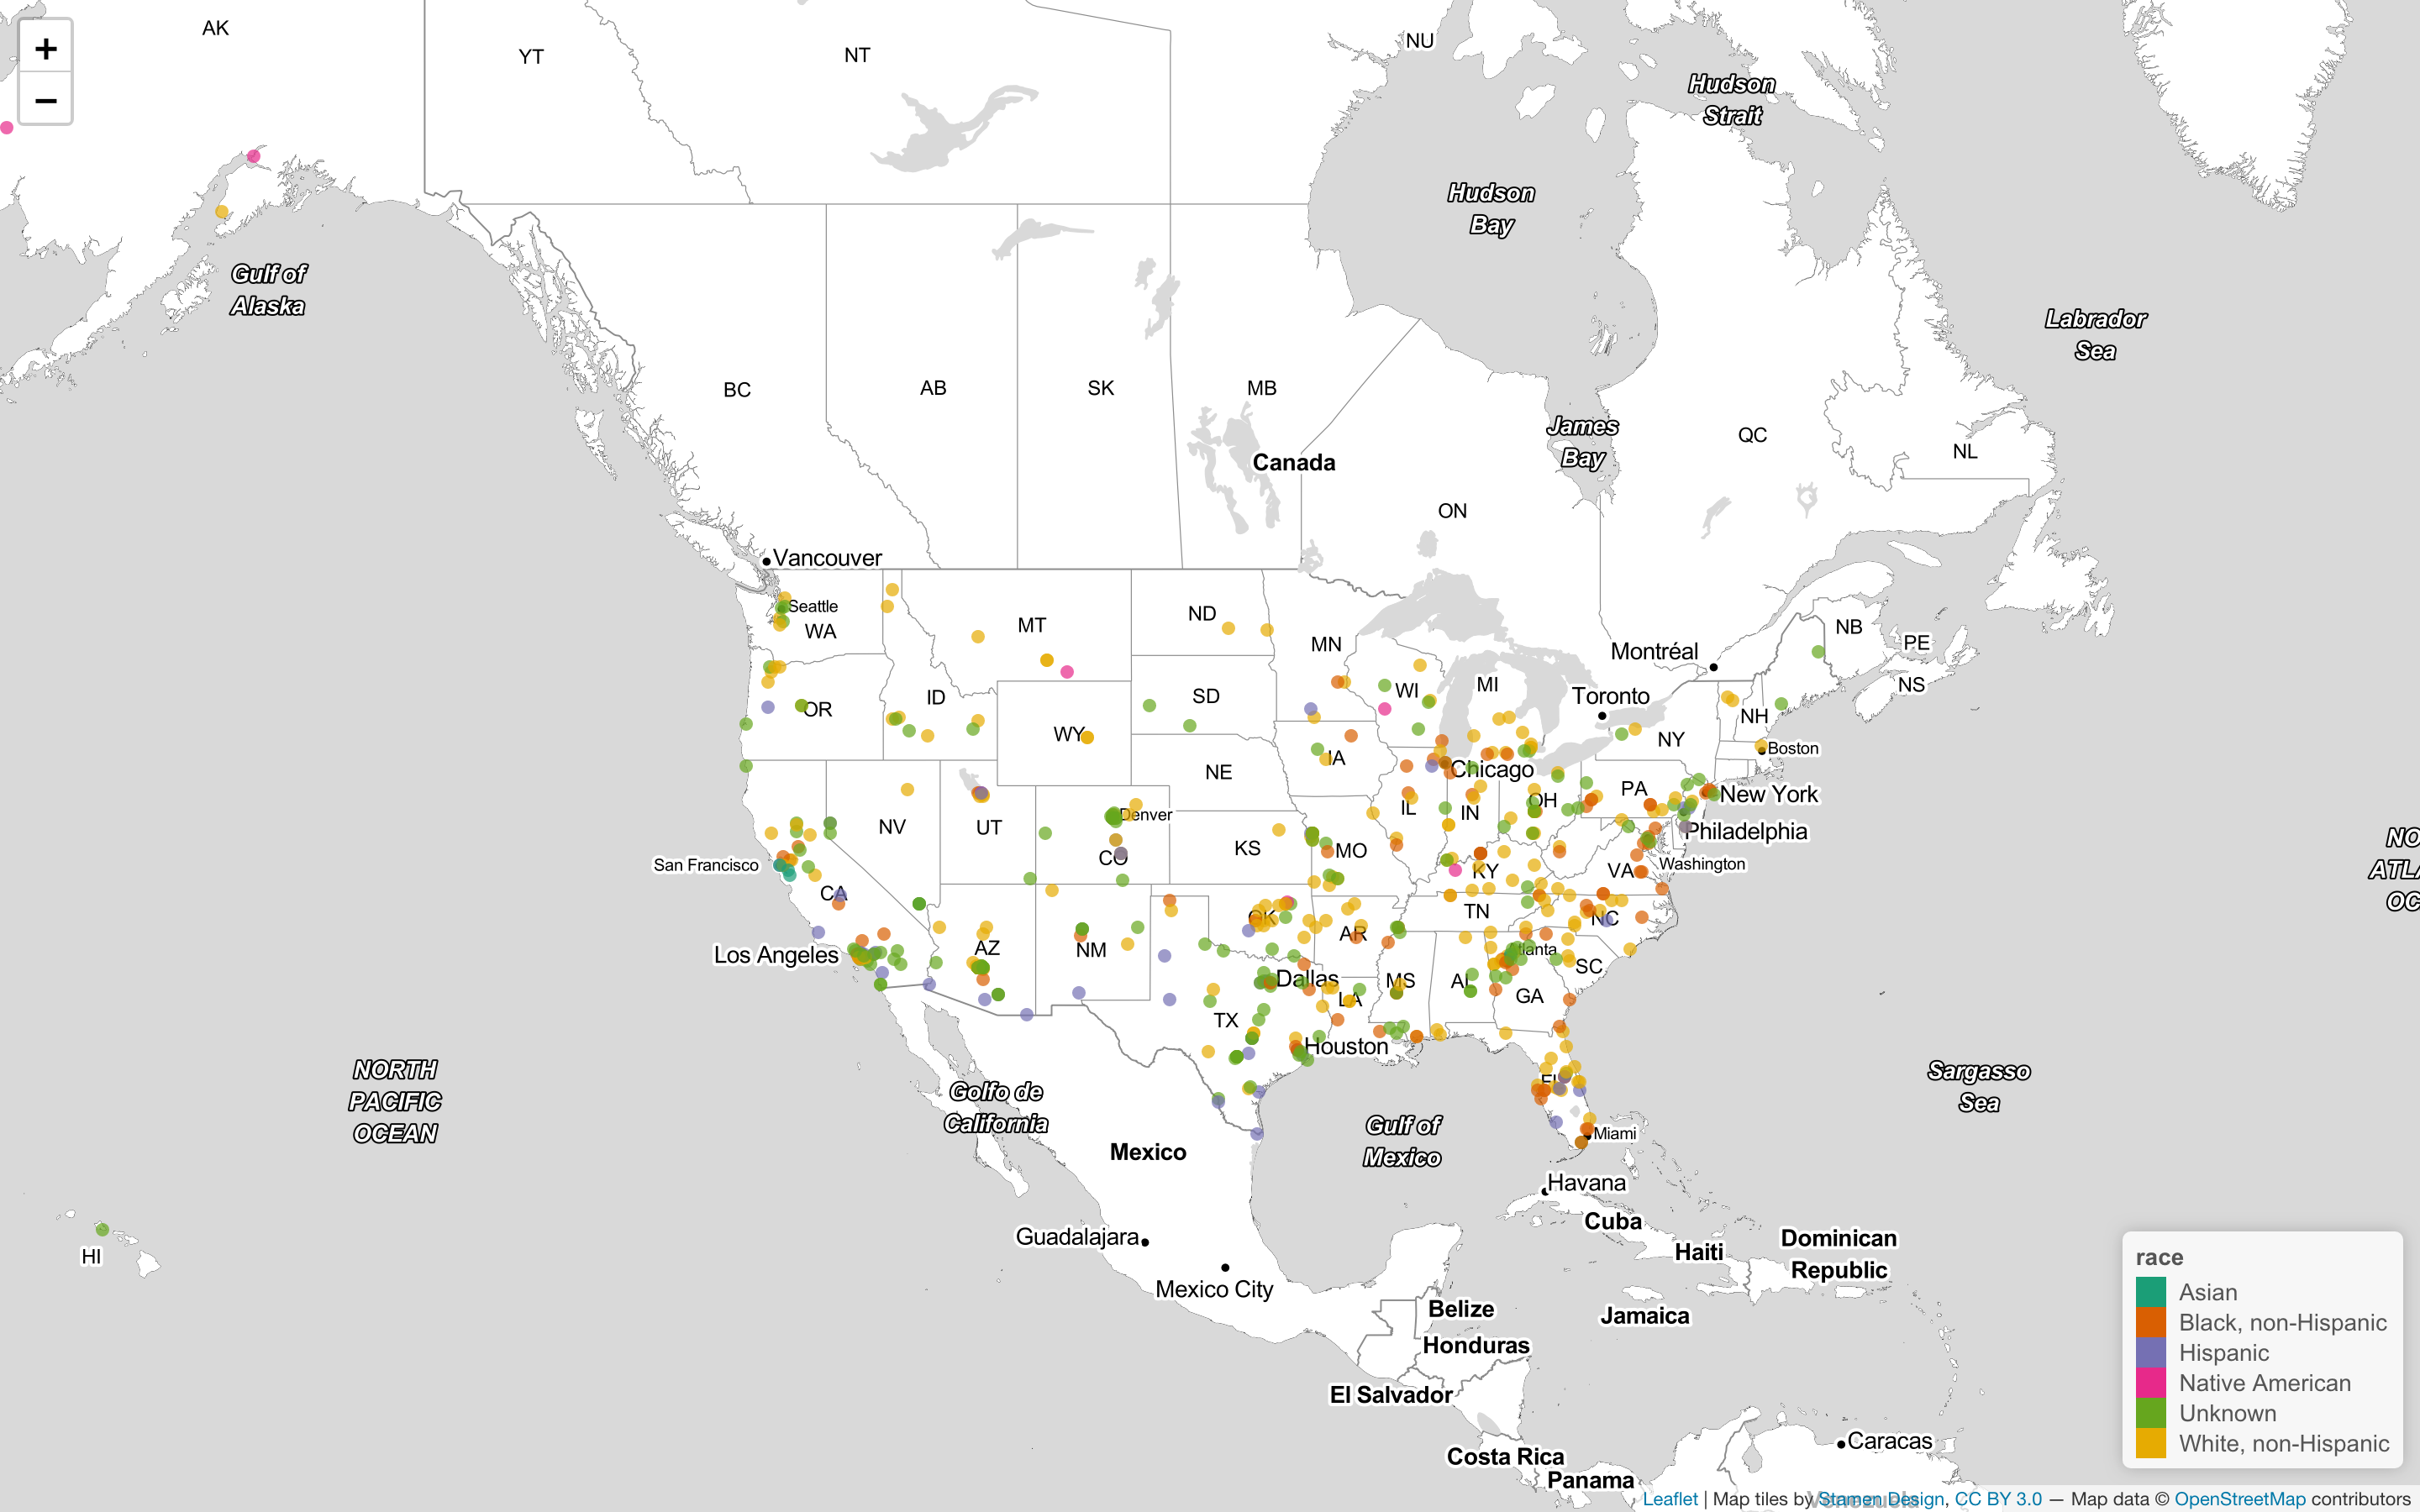 +
−
AK
YT
NT
NU
Hudson
Strait
Hudson
Bay
Gulf of
Alaska
Labrador
Sea
BC
AB
SK
MB
James
Bay
QC
NL
Canada
ON
Vancouver
Seattle
WA
MT
ND
MN
NB
PE
Montréal
NS
OR
ID
SD
WI
MI
Toronto
NH
WY
NY
Boston
IA
NE
Chicago
PA
New York
NV
UT
Denver
IL
IN
OH
Philadelphia
San Francisco
CO
KS
MO
KY
VA
Washington
CA
OK
TN
NC
Los Angeles
AZ
NM
AR
SC
Dallas
MS
GA
LA
TX
Houston
NORTH
PACIFIC
OCEAN
Golfo de
California
Sargasso
Sea
Gulf of
Mexico
Miami
Mexico
Havana
Cuba
Haiti
Dominican
Republic
HI
Guadalajara
Mexico City
Belize
Jamaica
Honduras
El Salvador
Costa Rica
Panama
Caracas
race
Asian
Black, non-Hispanic
Hispanic
Native American
Unknown
White, non-Hispanic
Leaflet | Map tiles by Stamen Design, CC BY 3.0 — Map data © OpenStreetMap contributors